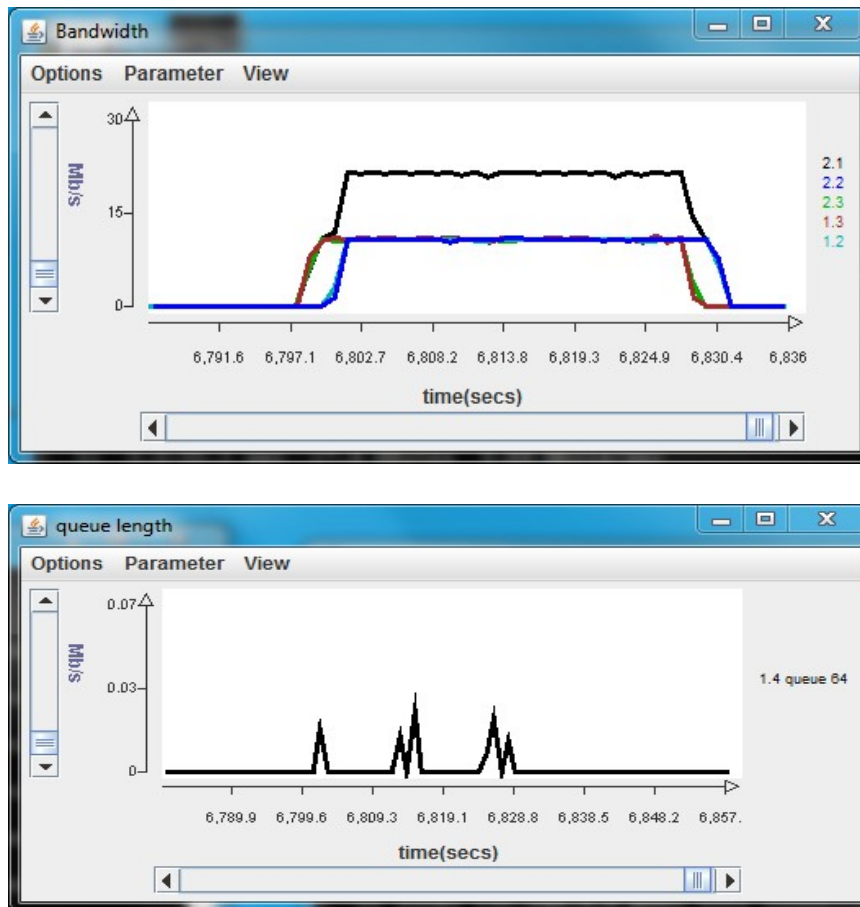 Bandwidth
Options Parameter View
30
Mb/s
15
0
2.1
2.2
2.3
1.3
1.2
6,791.6 6,797.1 6,802.7 6,808.2 6,813.8 6,819.3 6,824.9 6,830.4 6,836
time(secs)
queue length
Options Parameter View
0.07
Mb/s
0.03
0
1.4 queue 64
6,789.9 6,799.6 6,809.3 6,819.1 6,828.8 6,838.5 6,848.2 6,857.
time(secs)